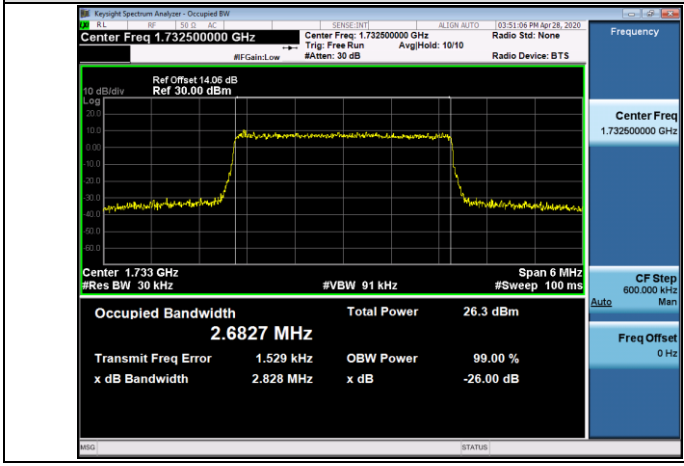 Keysight Spectrum Analyzer - Occupied BW
RL RF 50 Ω AC SENSE:INT ALIGN AUTO 03:51:06 PM Apr 28, 2020
Center Freq 1.732500000 GHz Center Freq: 1.732500000 GHz Radio Std: None Frequency
Trig: Free Run Avg|Hold: 10/10
#IFGain:Low #Atten: 30 dB Radio Device: BTS
Ref Offset 14.06 dB
10 dB/div Ref 30.00 dBm
Log
20.0
10.0
0.00
-10.0
-20.0
-30.0
-40.0
-50.0
-60.0
Center Freq
1.732500000 GHz
Center 1.733 GHz Span 6 MHz
#Res BW 30 kHz #VBW 91 kHz #Sweep 100 ms
CF Step
600.000 kHz
Auto Man
Occupied Bandwidth Total Power 26.3 dBm
2.6827 MHz
Freq Offset
0 Hz
Transmit Freq Error 1.529 kHz OBW Power 99.00 %
x dB Bandwidth 2.828 MHz x dB -26.00 dB
MSG STATUS